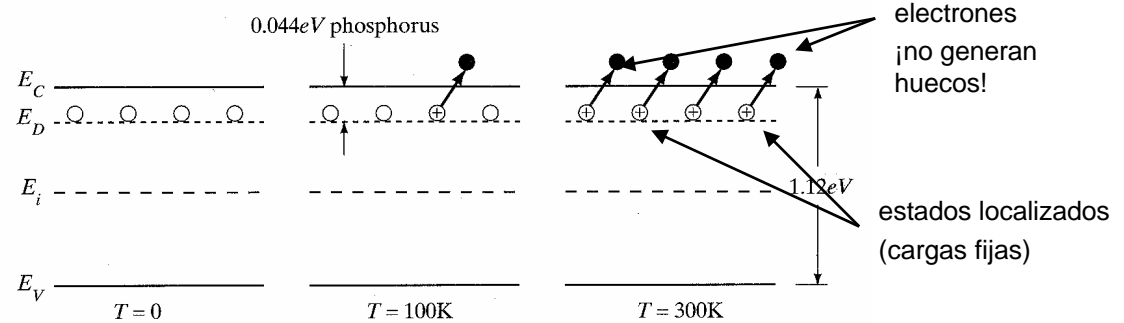 0.044eV phosphorus
electrones
¡no generan
huecos!
E_C
E_D
E_i
1.12eV
estados localizados
(cargas fijas)
E_V
T = 0
T = 100K
T = 300K